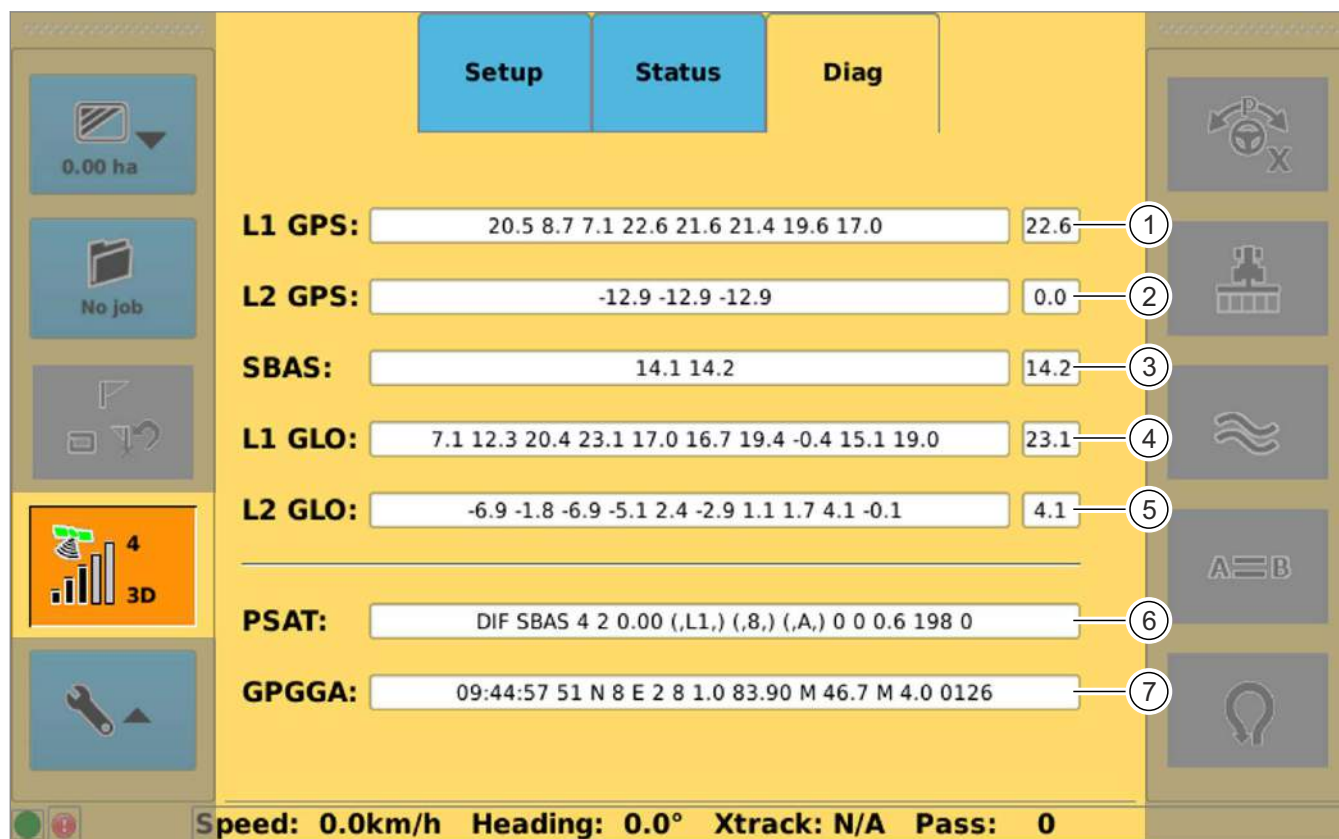 Setup Status Diag
0.00 ha
No job
4
3D
L1 GPS: 20.5 8.7 7.1 22.6 21.6 21.4 19.6 17.0 22.6 1
L2 GPS: -12.9 -12.9 -12.9 0.0 2
SBAS: 14.1 14.2 14.2 3
L1 GLO: 7.1 12.3 20.4 23.1 17.0 16.7 19.4 -0.4 15.1 19.0 23.1 4
L2 GLO: -6.9 -1.8 -6.9 -5.1 2.4 -2.9 1.1 1.7 4.1 -0.1 4.1 5
PSAT: DIF SBAS 4 2 0.00 (,L1,) (,8,) (,A,) 0 0 0.6 198 0 6
GPGGA: 09:44:57 51 N 8 E 2 8 1.0 83.90 M 46.7 M 4.0 0126 7
P
X
A B
Speed: 0.0km/h Heading: 0.0° Xtrack: N/A Pass: 0